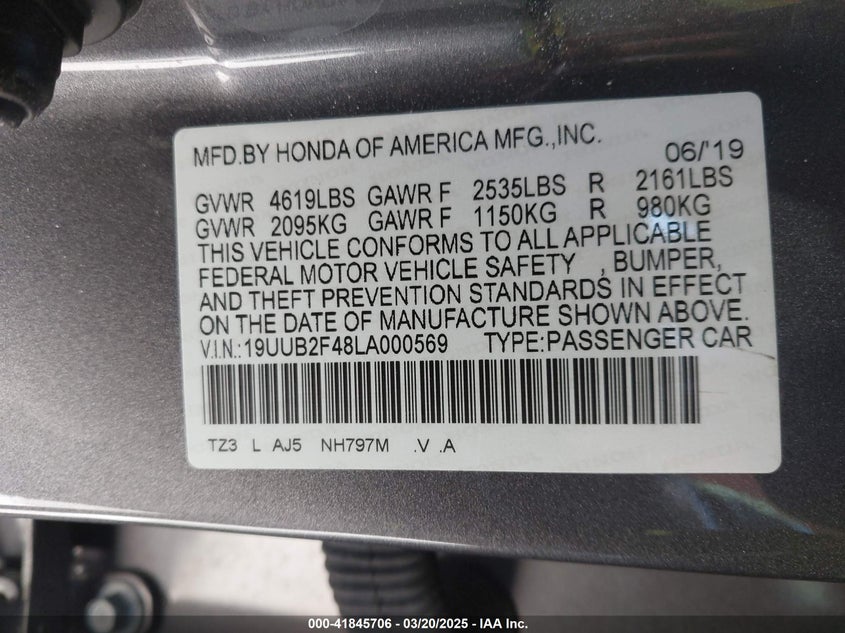 MFD.BY HONDA OF AMERICA MFG.,INC. 06/'19
GVWR 4619LBS GAWR F 2535LBS R 2161LBS
GVWR 2095KG GAWR F 1150KG R 980KG
THIS VEHICLE CONFORMS TO ALL APPLICABLE
FEDERAL MOTOR VEHICLE SAFETY , BUMPER,
AND THEFT PREVENTION STANDARDS IN EFFECT
ON THE DATE OF MANUFACTURE SHOWN ABOVE.
V.I.N.:19UUB2F48LA000569 TYPE:PASSENGER CAR
TZ3 L AJ5 NH797M .V .A
000-41845706 - 03/20/2025 - IAA Inc.